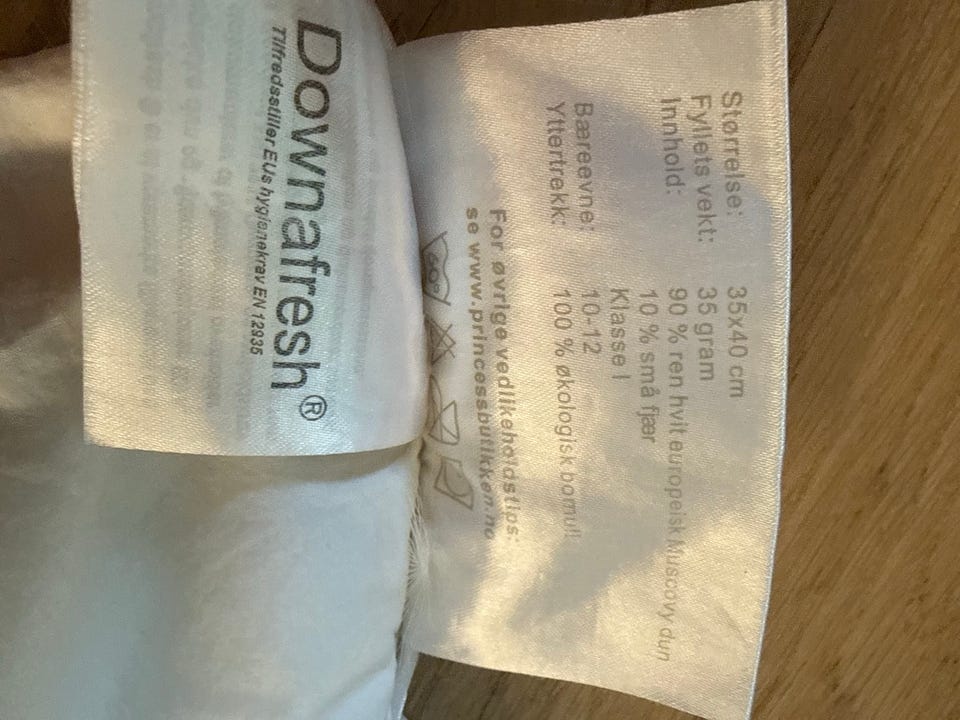 Størrelse: 35x40 cm
Fyllets vekt: 35 gram
Innhold: 90 % ren hvit europeisk Muscovy dun
10 % små fjær
Klasse I
Bæreevne: 10-12
Yttertrekk: 100 % økologisk bomull
For øvrige vedlikeholdstips:
se www.princessbutikken.no
60°
Downafresh®
Tilfredsstiller EUs hygienekrav EN 12935